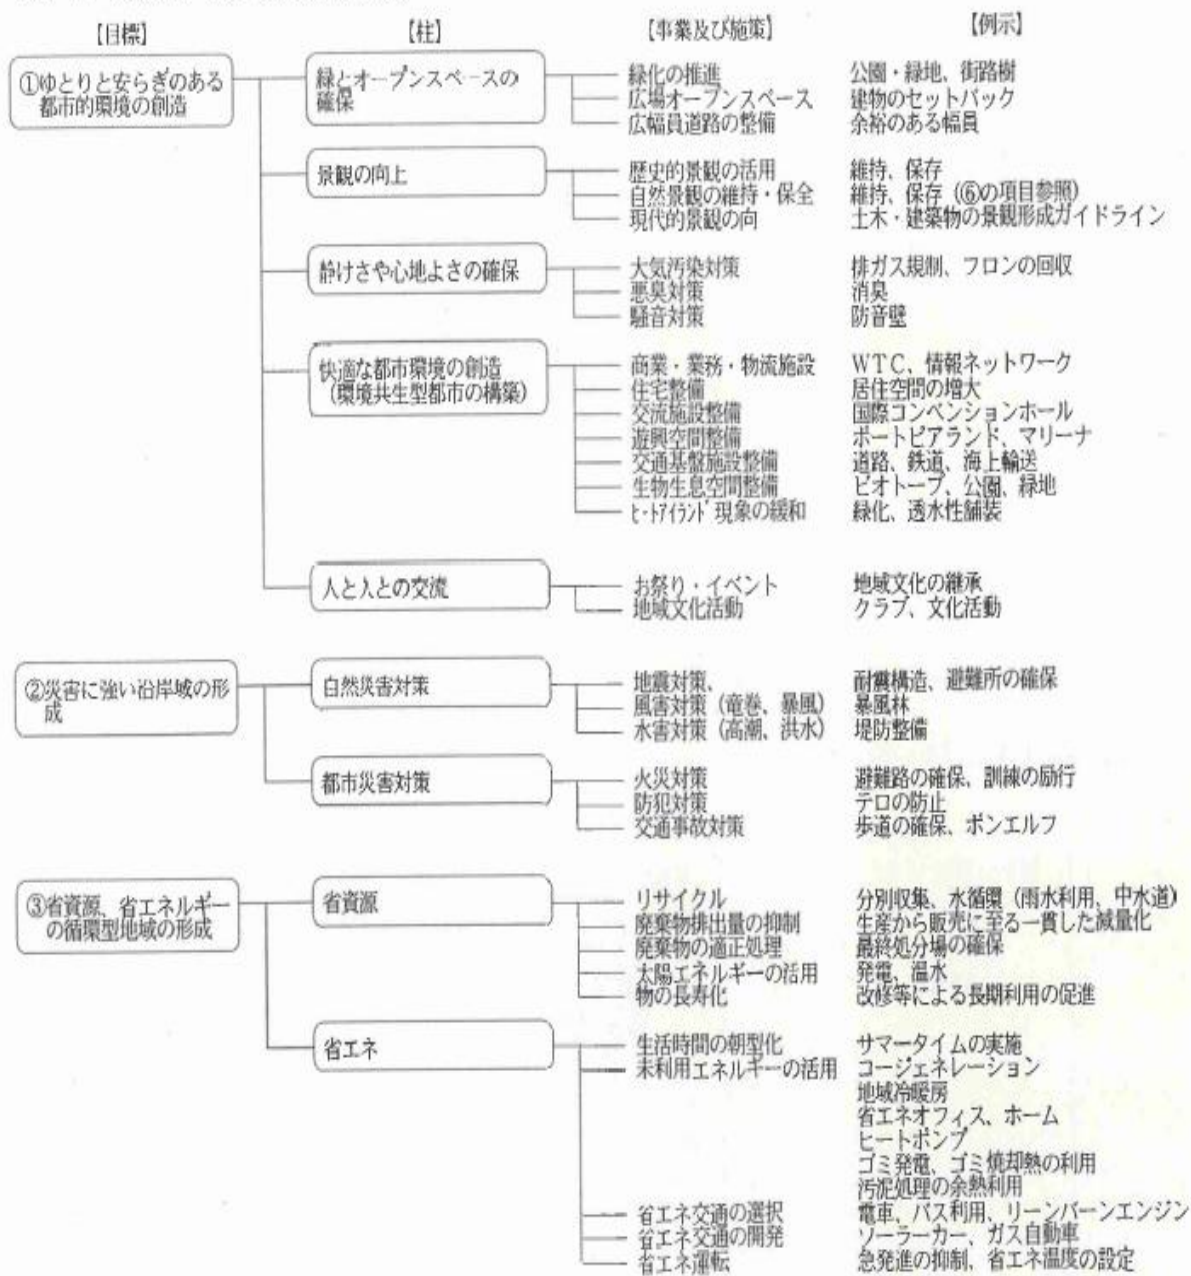 【目標】 【柱】 【事業及び施策】 【例示】
①ゆとりと安らぎのある
都市的環境の創造
緑とオープンスペースの
確保
緑化の推進 公園・緑地、街路樹
広場オープンスペース 建物のセットバック
広幅員道路の整備 余裕のある幅員
景観の向上
歴史的景観の活用 維持、保存
自然景観の維持・保全 維持、保存(⑥の項目参照)
現代的景観の向 土木・建築物の景観形成ガイドライン
静けさや心地よさの確保
大気汚染対策 排ガス規制、フロンの回収
悪臭対策 消臭
騒音対策 防音壁
快適な都市環境の創造
(環境共生型都市の構築)
商業・業務・物流施設 WTC、情報ネットワーク
住宅整備 居住空間の増大
交流施設整備 国際コンベンションホール
遊興空間整備 ポートピアランド、マリーナ
交通基盤施設整備 道路、鉄道、海上輸送
生物生息空間整備 ビオトープ、公園、緑地
ヒートアイランド現象の緩和 緑化、透水性舗装
人と人との交流
お祭り・イベント 地域文化の継承
地域文化活動 クラブ、文化活動
②災害に強い沿岸域の形
成
自然災害対策
地震対策、 耐震構造、避難所の確保
風害対策(竜巻、暴風) 暴風林
水害対策(高潮、洪水) 堤防整備
都市災害対策
火災対策 避難路の確保、訓練の励行
防犯対策 テロの防止
交通事故対策 歩道の確保、ボンエルフ
③省資源、省エネルギー
の循環型地域の形成
省資源
リサイクル 分別収集、水循環(雨水利用、中水道)
廃棄物排出量の抑制 生産から販売に至る一貫した減量化
廃棄物の適正処理 最終処分場の確保
太陽エネルギーの活用 発電、温水
物の長寿化 改修等による長期利用の促進
省エネ
生活時間の朝型化 サマータイムの実施
未利用エネルギーの活用 コージェネレーション
地域冷暖房
省エネオフィス、ホーム
ヒートポンプ
ゴミ発電、ゴミ焼却熱の利用
汚泥処理の余熱利用
省エネ交通の選択 電車、バス利用、リーンバーンエンジン
省エネ交通の開発 ソーラーカー、ガス自動車
省エネ運転 急発進の抑制、省エネ温度の設定